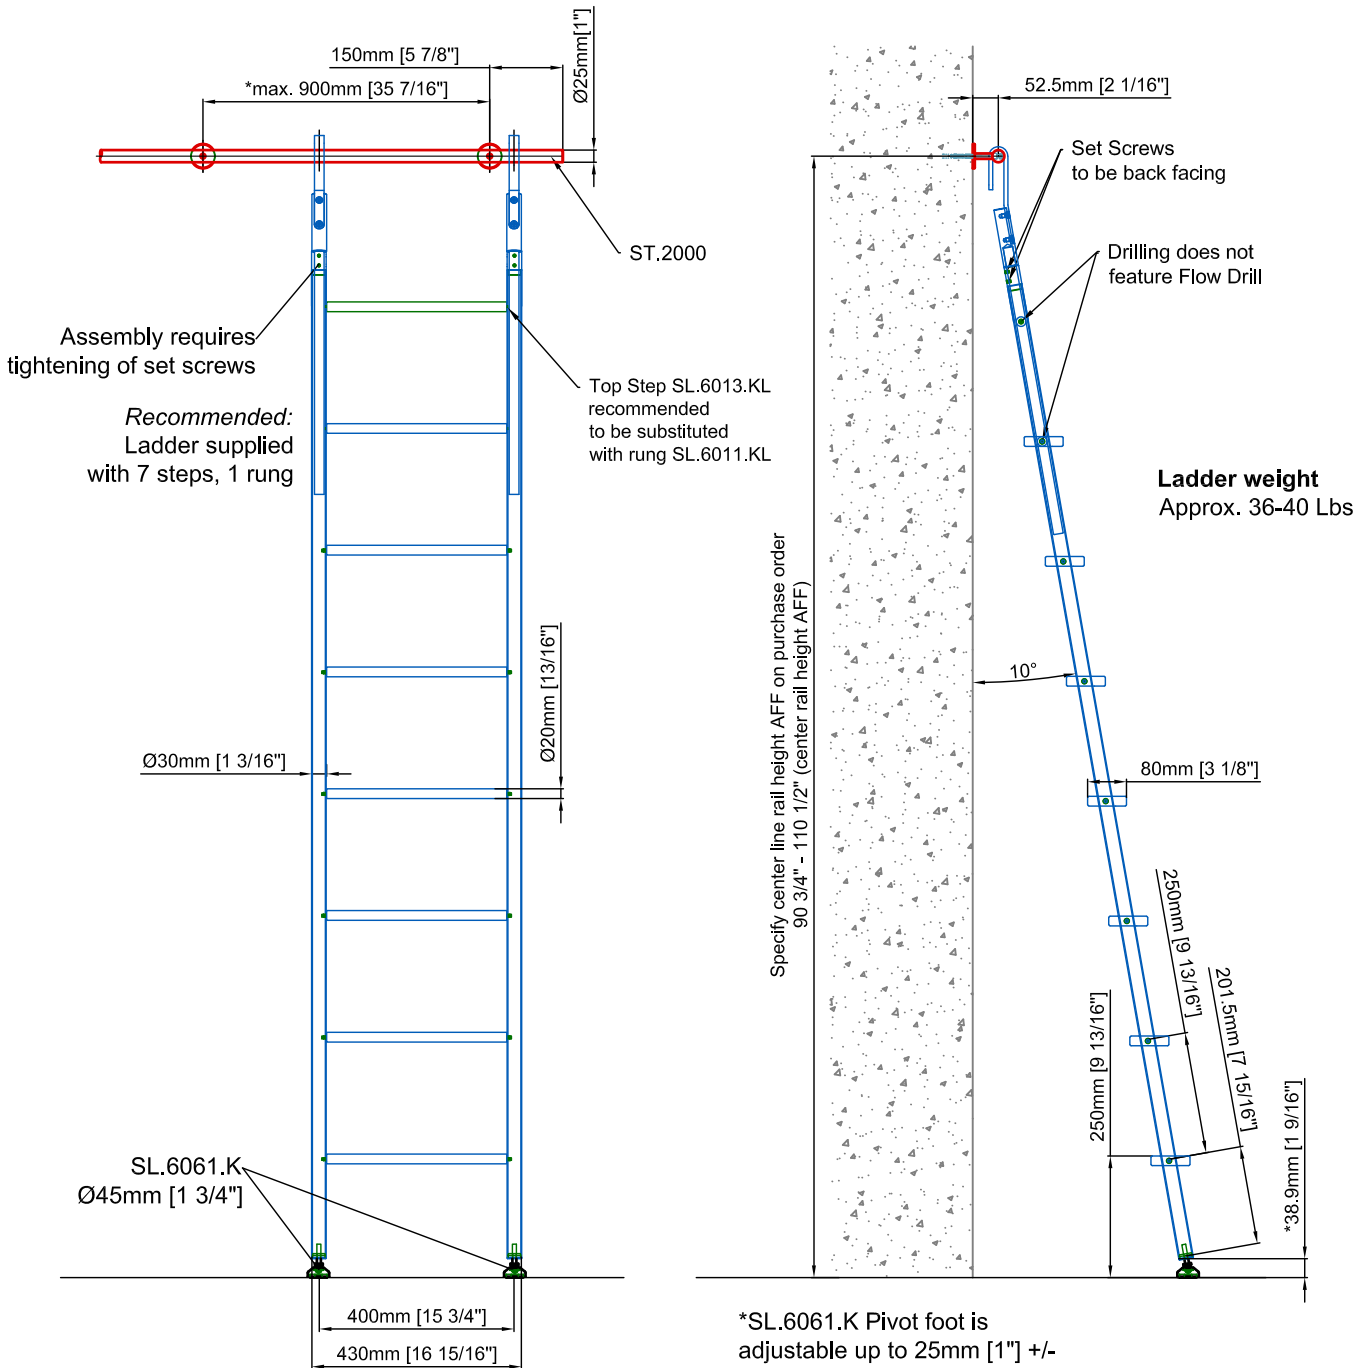 150mm [5 7/8"]
*max. 900mm [35 7/16"]
Ø25mm[1"]
ST.2000
Assembly requires
tightening of set screws
Recommended:
Ladder supplied
with 7 steps, 1 rung
Top Step SL.6013.KL
recommended
to be substituted
with rung SL.6011.KL
Ø20mm [13/16"]
Ø30mm [1 3/16"]
SL.6061.K
Ø45mm [1 3/4"]
400mm [15 3/4"]
430mm [16 15/16"]
52.5mm [2 1/16"]
Set Screws
to be back facing
Drilling does not
feature Flow Drill
Ladder weight
Approx. 36-40 Lbs
Specify center line rail height AFF on purchase order
90 3/4" - 110 1/2" (center rail height AFF)
10°
80mm [3 1/8"]
250mm [9 13/16"]
201.5mm [7 15/16"]
250mm [9 13/16"]
*38.9mm [1 9/16"]
*SL.6061.K Pivot foot is
adjustable up to 25mm [1"] +/-